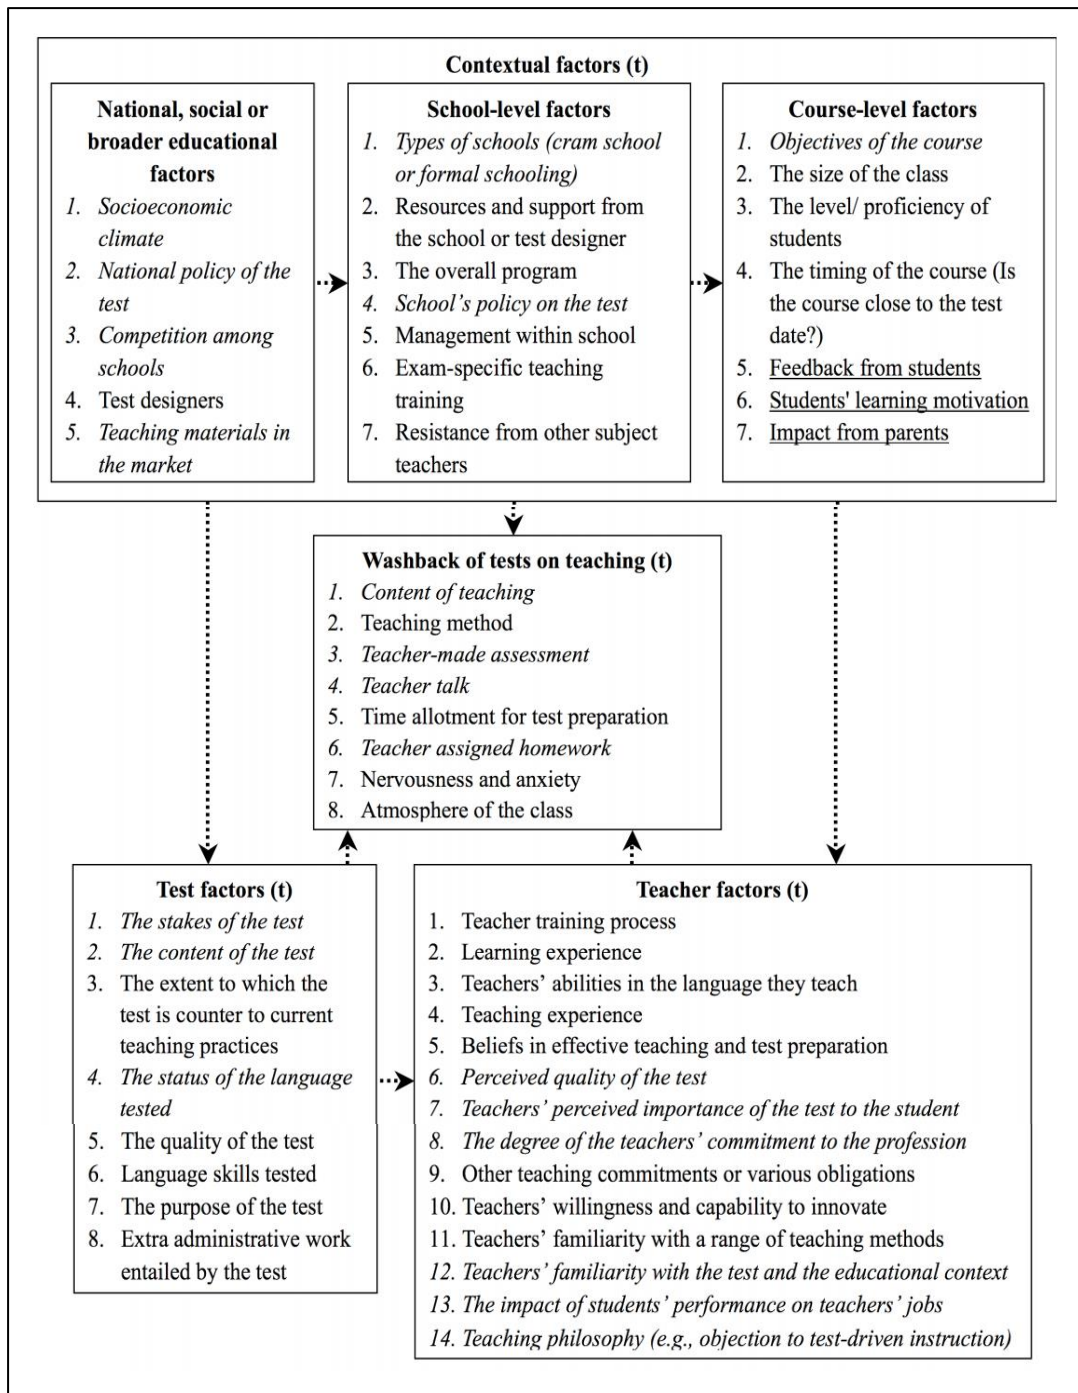 Contextual factors (t)
National, social or
broader educational
factors
1. Socioeconomic
climate
2. National policy of the
test
3. Competition among
schools
4. Test designers
5. Teaching materials in
the market
School-level factors
1. Types of schools (cram school
or formal schooling)
2. Resources and support from
the school or test designer
3. The overall program
4. School’s policy on the test
5. Management within school
6. Exam-specific teaching
training
7. Resistance from other subject
teachers
Course-level factors
1. Objectives of the course
2. The size of the class
3. The level/ proficiency of
students
4. The timing of the course (Is
the course close to the test
date?)
5. Feedback from students
6. Students' learning motivation
7. Impact from parents
Washback of tests on teaching (t)
1. Content of teaching
2. Teaching method
3. Teacher-made assessment
4. Teacher talk
5. Time allotment for test preparation
6. Teacher assigned homework
7. Nervousness and anxiety
8. Atmosphere of the class
Test factors (t)
1. The stakes of the test
2. The content of the test
3. The extent to which the
test is counter to current
teaching practices
4. The status of the language
tested
5. The quality of the test
6. Language skills tested
7. The purpose of the test
8. Extra administrative work
entailed by the test
Teacher factors (t)
1. Teacher training process
2. Learning experience
3. Teachers’ abilities in the language they teach
4. Teaching experience
5. Beliefs in effective teaching and test preparation
6. Perceived quality of the test
7. Teachers’ perceived importance of the test to the student
8. The degree of the teachers’ commitment to the profession
9. Other teaching commitments or various obligations
10. Teachers’ willingness and capability to innovate
11. Teachers’ familiarity with a range of teaching methods
12. Teachers’ familiarity with the test and the educational context
13. The impact of students’ performance on teachers’ jobs
14. Teaching philosophy (e.g., objection to test-driven instruction)